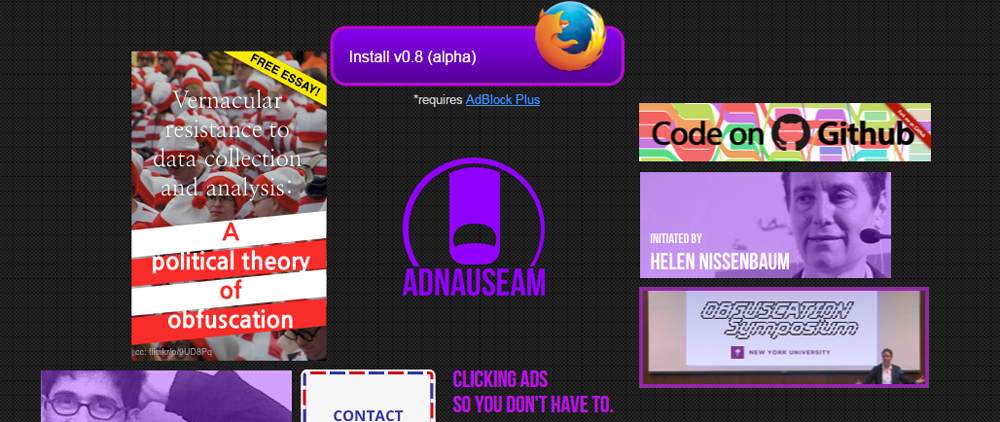 Install v0.8 (alpha)
*requires AdBlock Plus
FREE ESSAY!
Vernacular
resistance to
data collection
and analysis:
A
political theory
of
obfuscation
cc: flic.kr/p/9UD8Pq
ADNAUSEAM
Code on Github
INITIATED BY
HELEN NISSENBAUM
OBFUSCATION
Symposium
NEW YORK UNIVERSITY
CONTACT
CLICKING ADS
SO YOU DON'T HAVE TO.